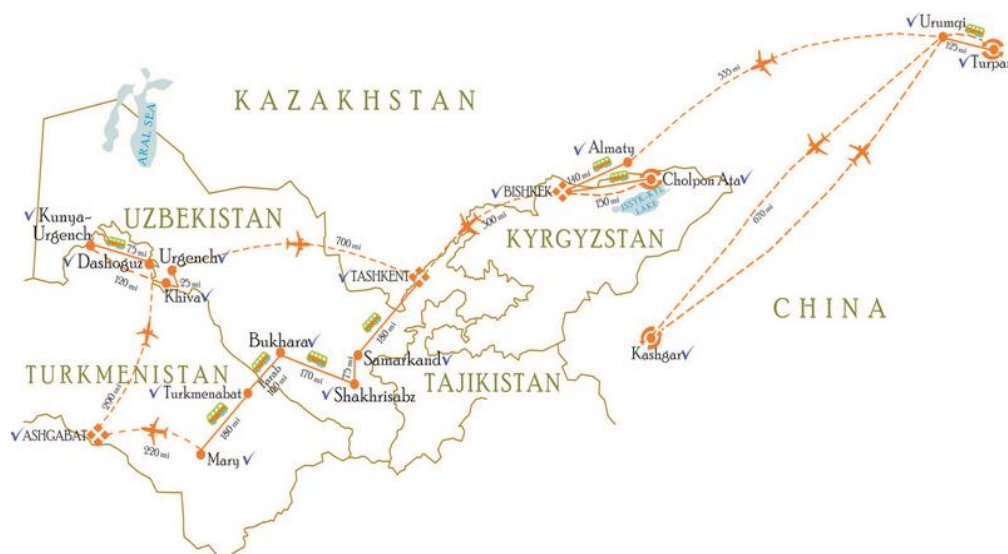 Urumqi
125 mi
Turpan
535 mi
KAZAKHSTAN
ARAL SEA
Almaty
140 mi
BISHKEK
Cholpon Ata
150 mi
ISSYK-KYL
LAKE
300 mi
670 mi
Kunya-
Urgench
UZBEKISTAN
KYRGYZSTAN
75 mi
700 mi
Dashoguz
Urgench
TASHKENT
120 mi
25 mi
Khiva
CHINA
180 mi
Bukhara
Samarkand
Kashgar
TURKMENISTAN
Farab
170 mi
75 mi
TAJIKISTAN
Turkmenabat
Shakhrisabz
290 mi
180 mi
ASHGABAT
220 mi
Mary